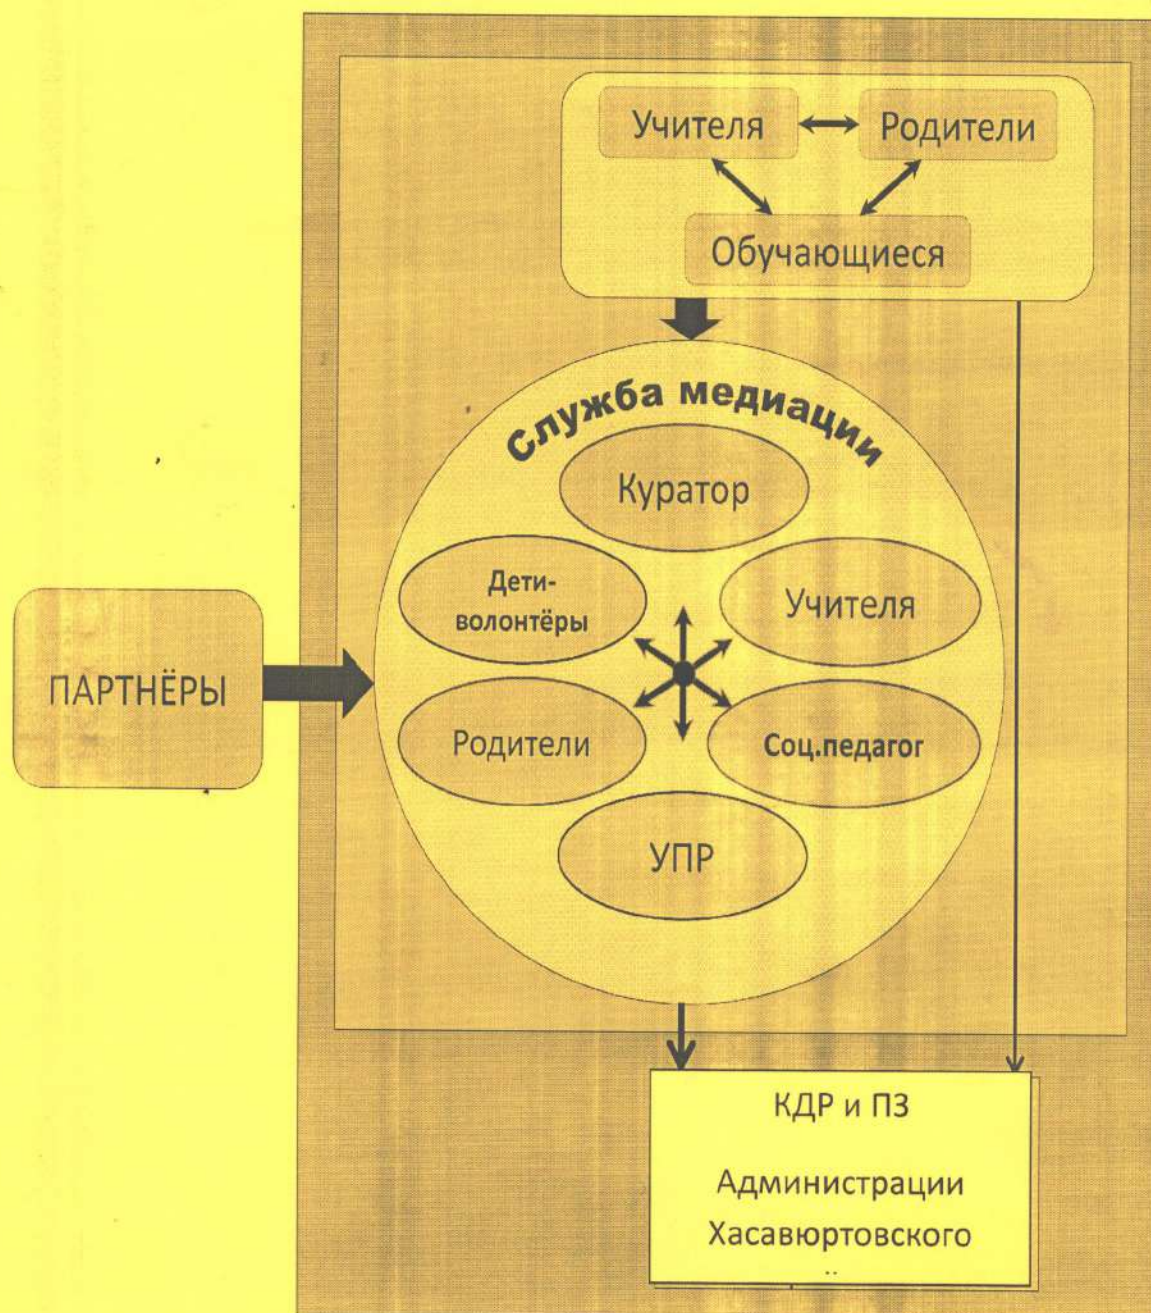 Учителя
Родители
Обучающиеся
Служба медиации
Куратор
Дети-
волонтёры
Учителя
ПАРТНЁРЫ
Родители
Соц.педагог
УПР
КДР и ПЗ
Администрации
Хасавюртовского